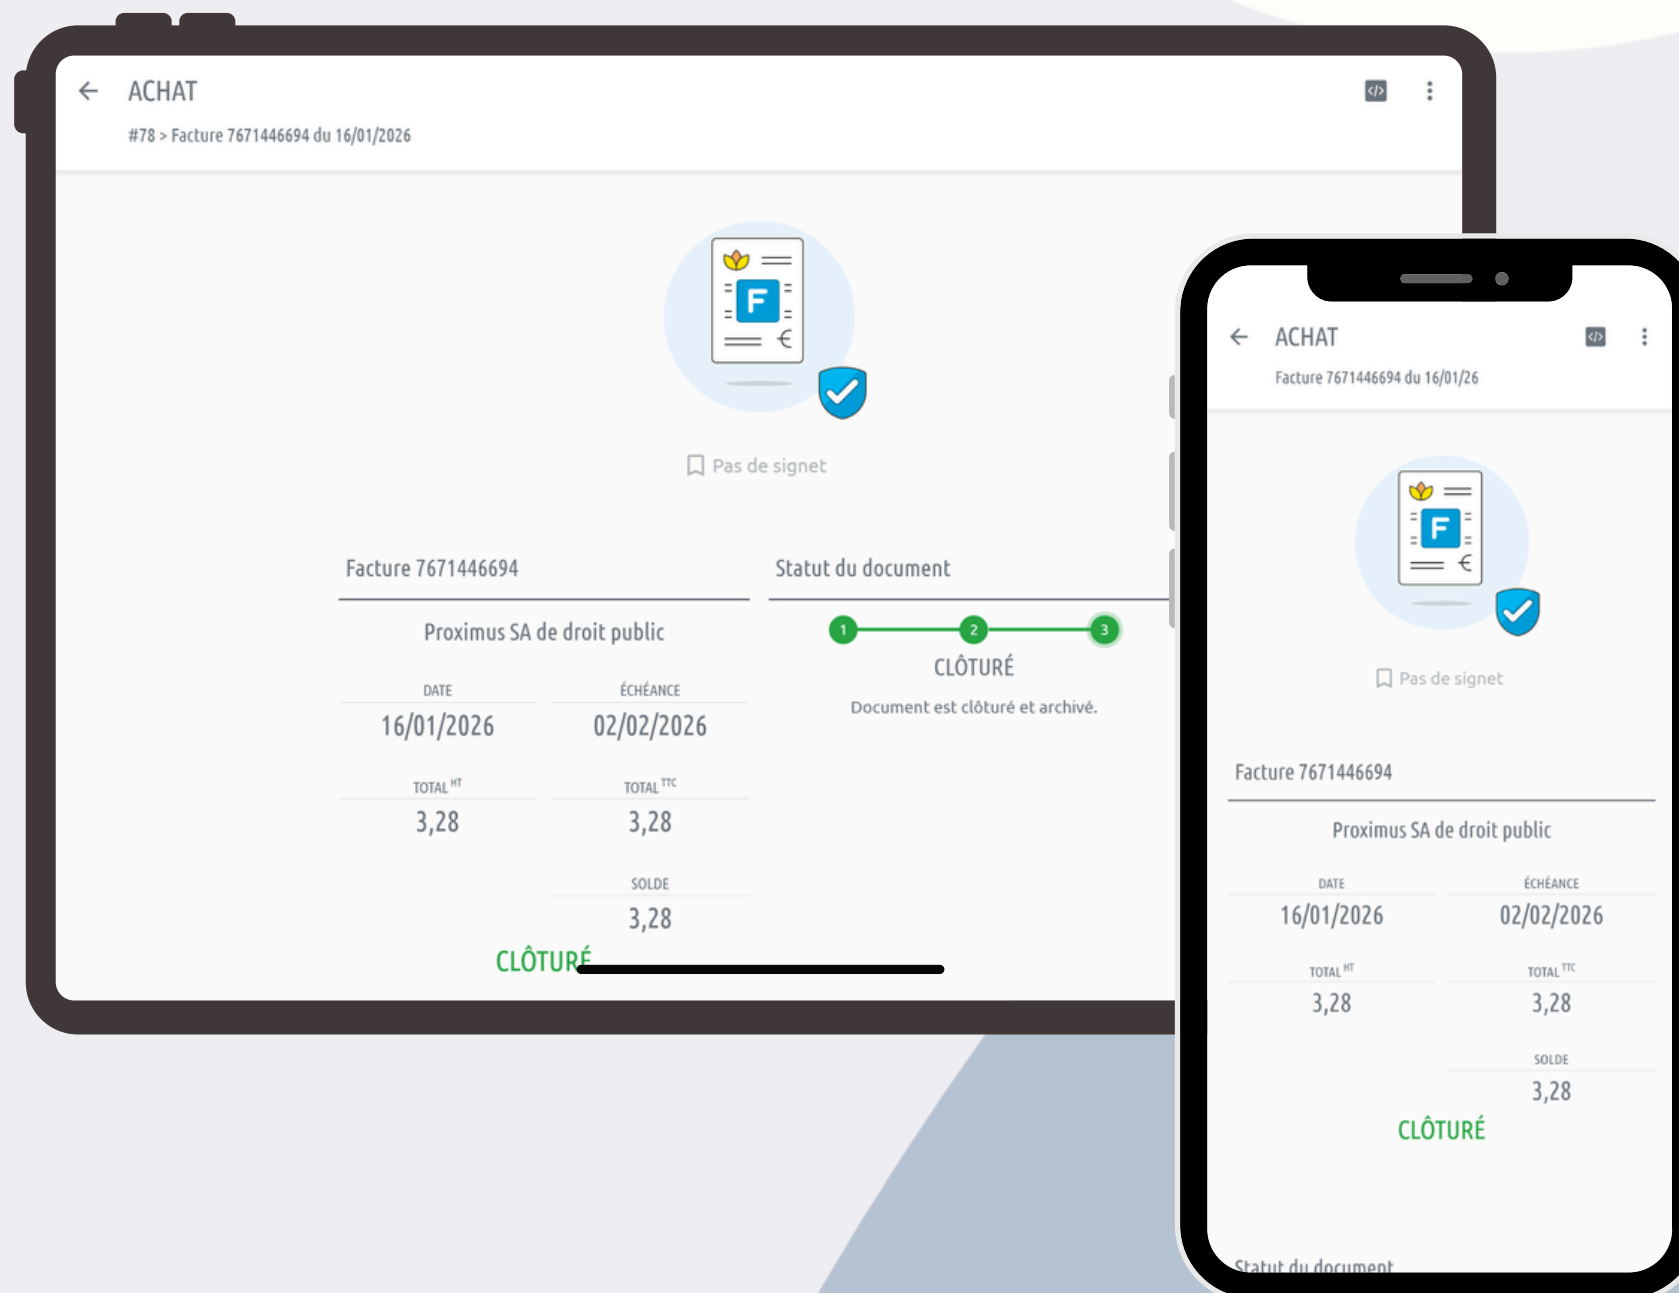 ACHAT
#78 > Facture 7671446694 du 16/01/2026
F
€
Pas de signet
Facture 7671446694
Proximus SA de droit public
DATE ÉCHÉANCE
16/01/2026 02/02/2026
TOTAL HT TOTAL TTC
3,28 3,28
SOLDE
3,28
CLÔTURÉ
Statut du document
1 2 3
CLÔTURÉ
Document est clôturé et archivé.
ACHAT
Facture 7671446694 du 16/01/26
F
€
Pas de signet
Facture 7671446694
Proximus SA de droit public
DATE ÉCHÉANCE
16/01/2026 02/02/2026
TOTAL HT TOTAL TTC
3,28 3,28
SOLDE
3,28
CLÔTURÉ
Statut du document